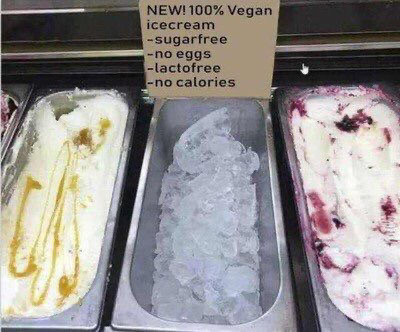 NEW! 100% Vegan
icecream
-sugarfree
-no eggs
-lactofree
-no calories